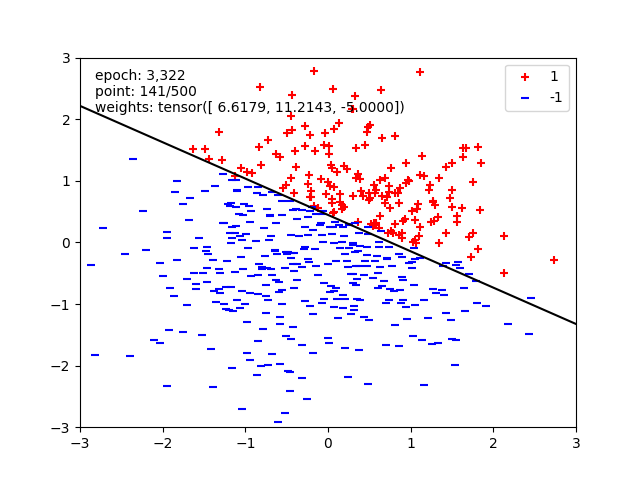 epoch: 3,322
point: 141/500
weights: tensor([ 6.6179, 11.2143, -5.0000])
1
-1
3
2
1
0
−1
−2
−3
−3 −2 −1 0 1 2 3